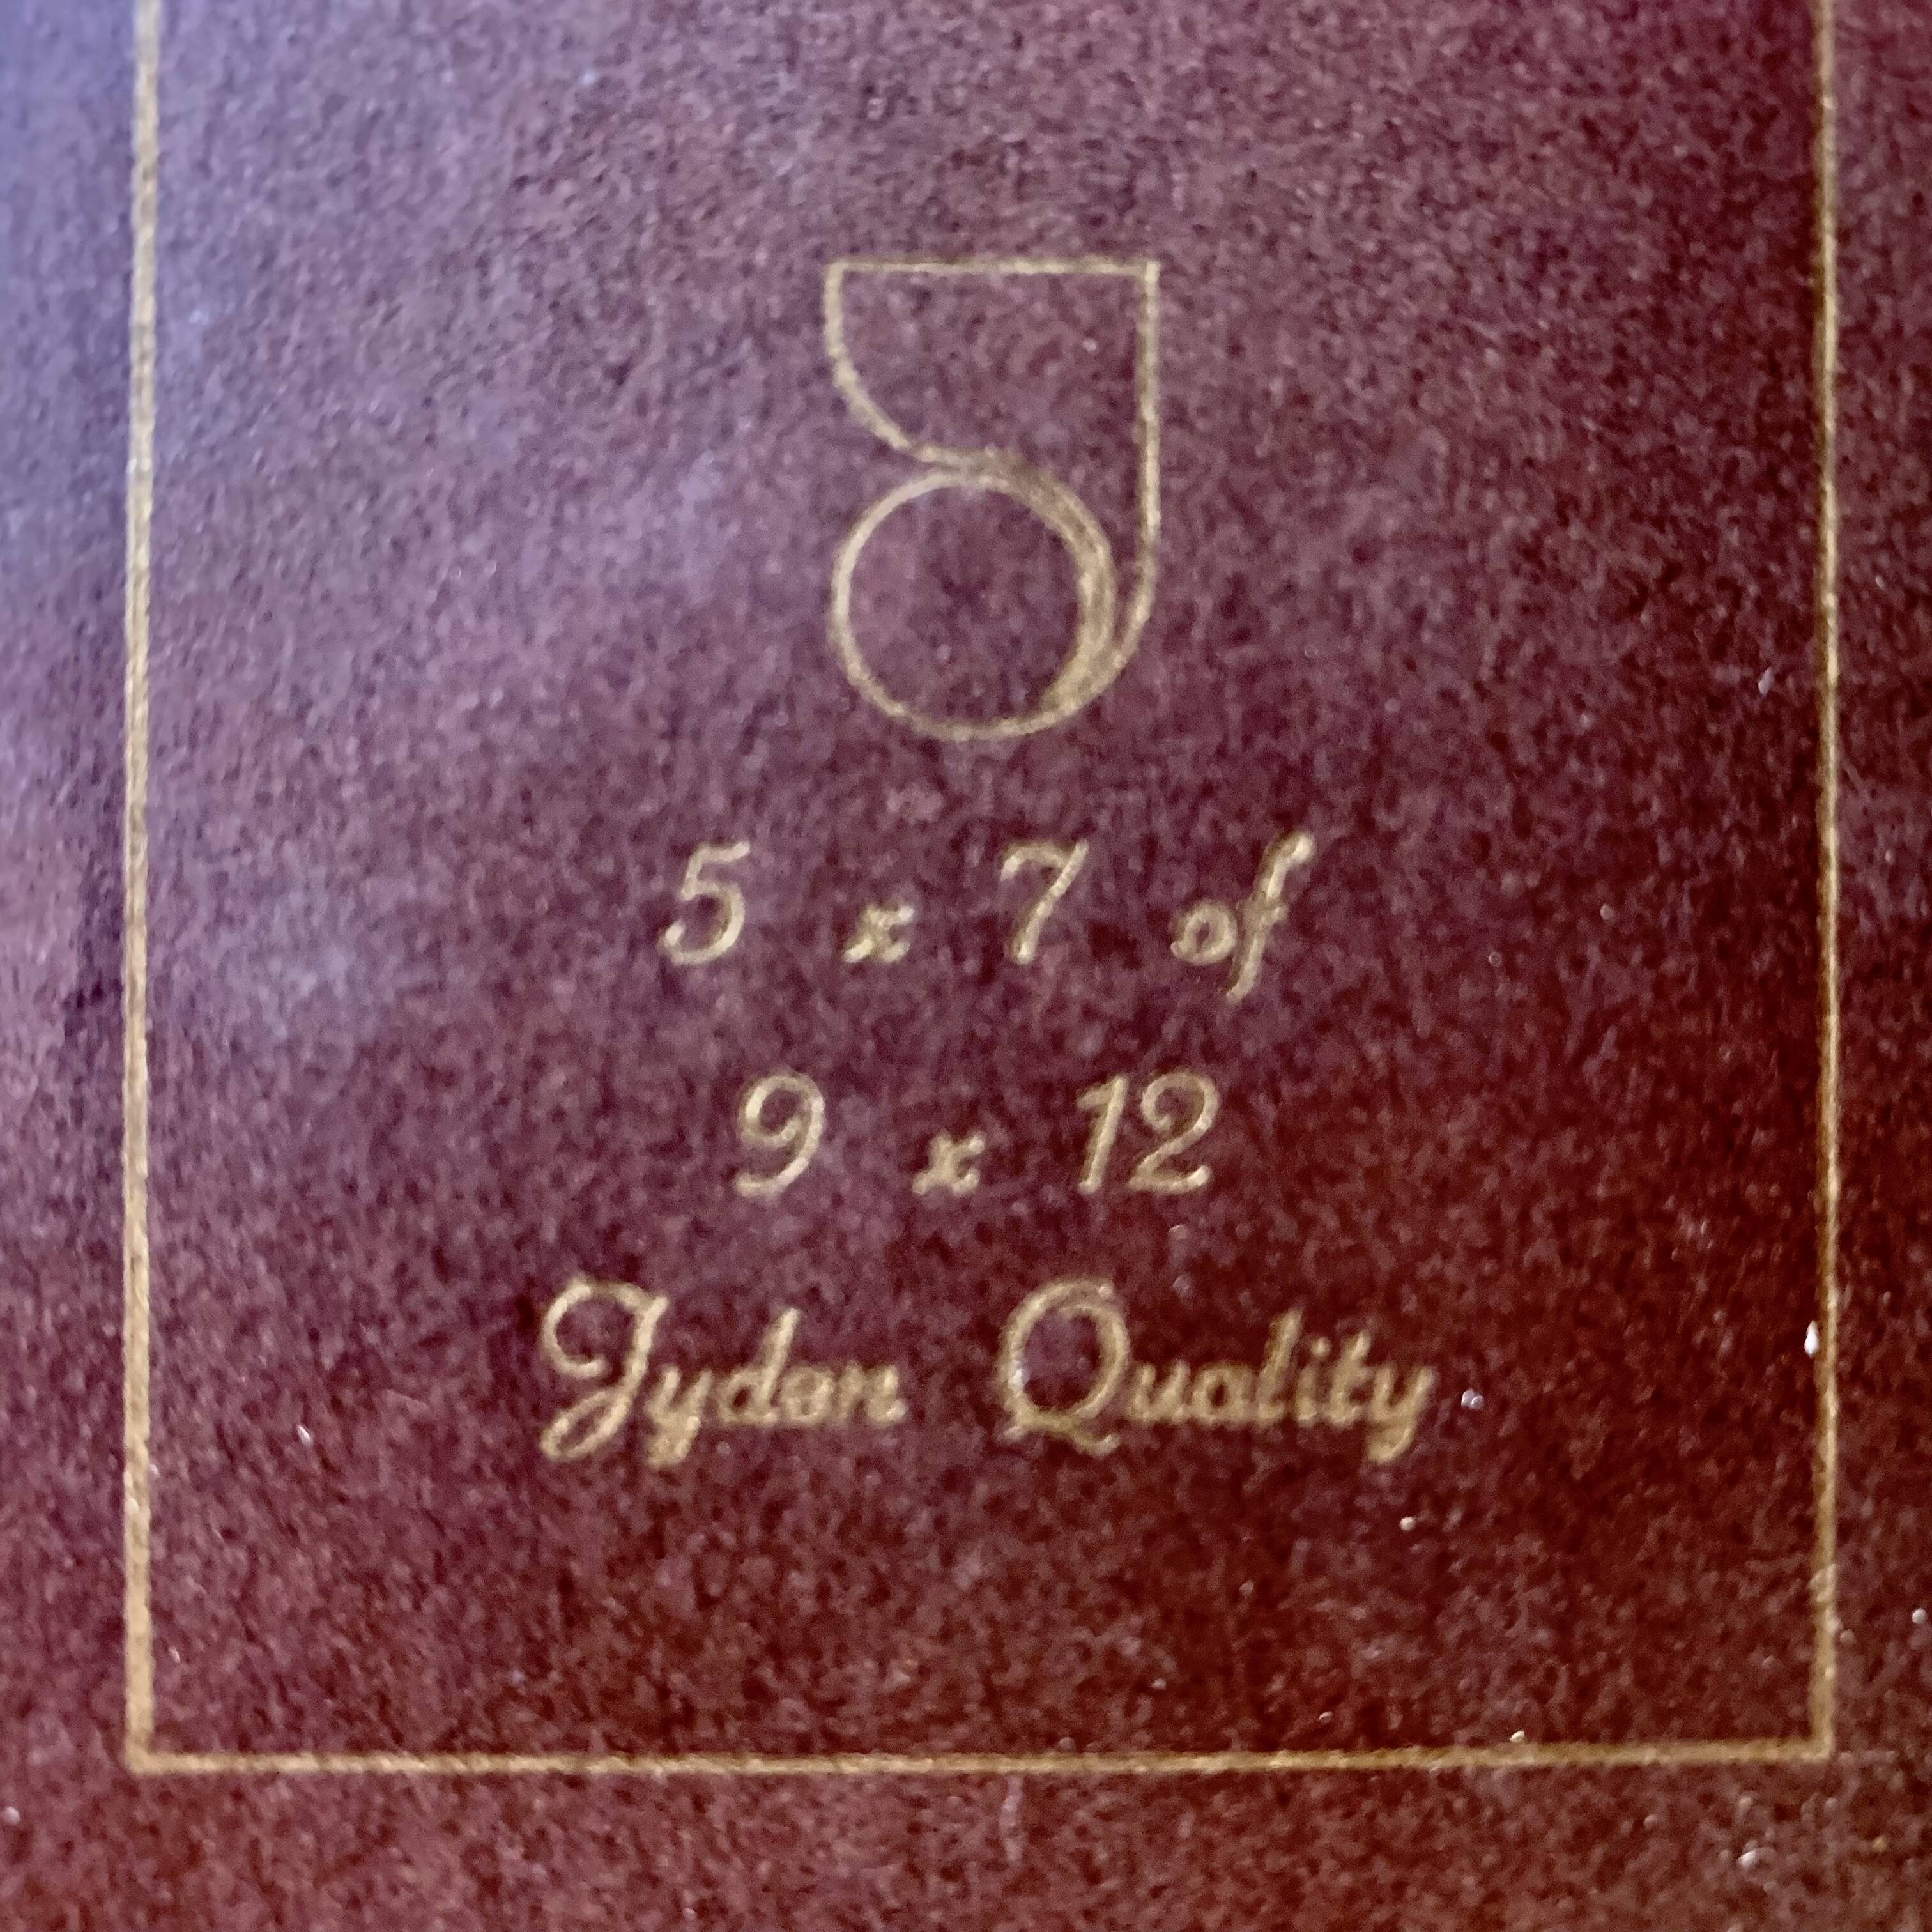 5 x 7 of
9 x 12
Jyden Quality